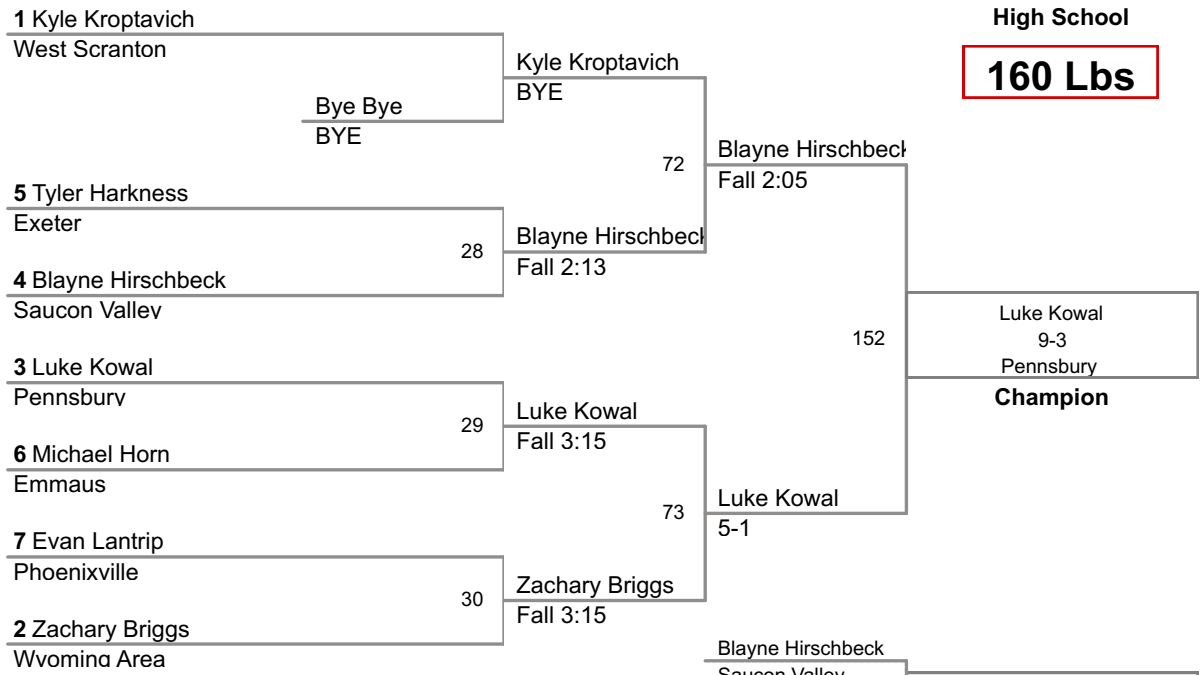 1 Kyle Kroptavich
West Scranton
Bye Bye
BYE
5 Tyler Harkness
Exeter
4 Blayne Hirschbeck
Saucon Valley
3 Luke Kowal
Pennsbury
6 Michael Horn
Emmaus
7 Evan Lantrip
Phoenixville
2 Zachary Briggs
Wyoming Area
Kyle Kroptavich
BYE
28
Blayne Hirschbeck
Fall 2:13
29
Luke Kowal
Fall 3:15
30
Zachary Briggs
Fall 3:15
72
Blayne Hirschbeck
Fall 2:05
73
Luke Kowal
5-1
Blayne Hirschbeck
Saucon Valley
152
High School
160 Lbs
Luke Kowal
9-3
Pennsbury
Champion